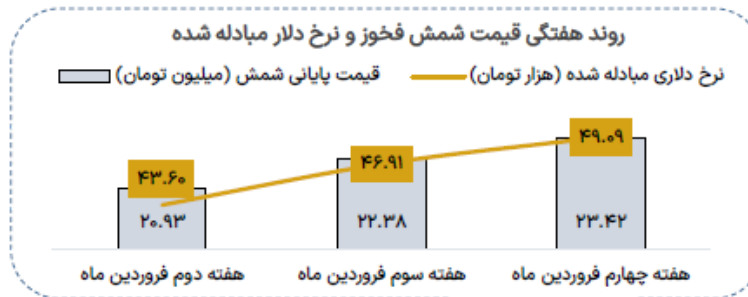 روند هفتگی قیمت شمش فخوز و نرخ دلار مبادله شده
نرخ دلاری مبادله شده (هزار تومان) قیمت پایانی شمش (میلیون تومان)
۴۳.۶۰ ۴۶.۹۱ ۴۹.۰۹
۲۰.۹۳ ۲۲.۳۸ ۲۳.۴۲
هفته دوم فروردین ماه هفته سوم فروردین ماه هفته چهارم فروردین ماه